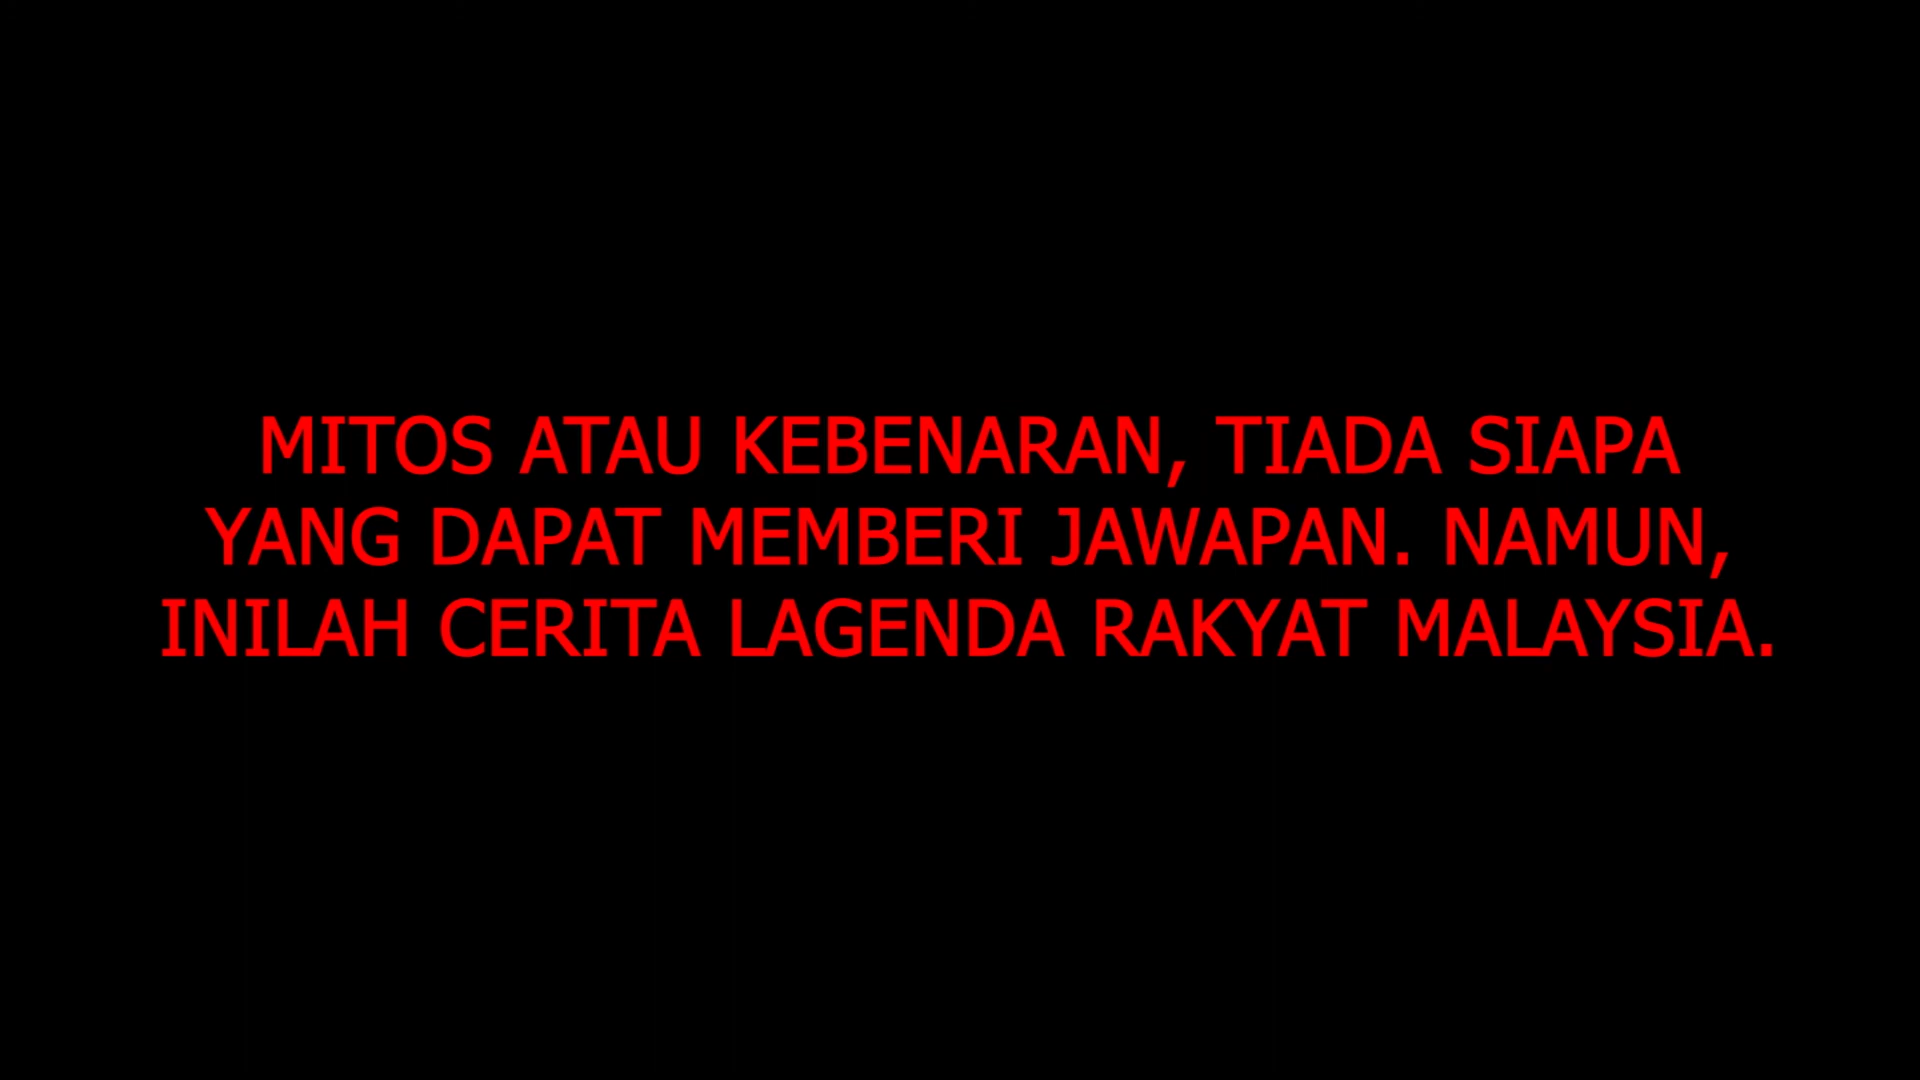 MITOS ATAU KEBENARAN, TIADA SIAPA
YANG DAPAT MEMBERI JAWAPAN. NAMUN,
INILAH CERITA LAGENDA RAKYAT MALAYSIA.